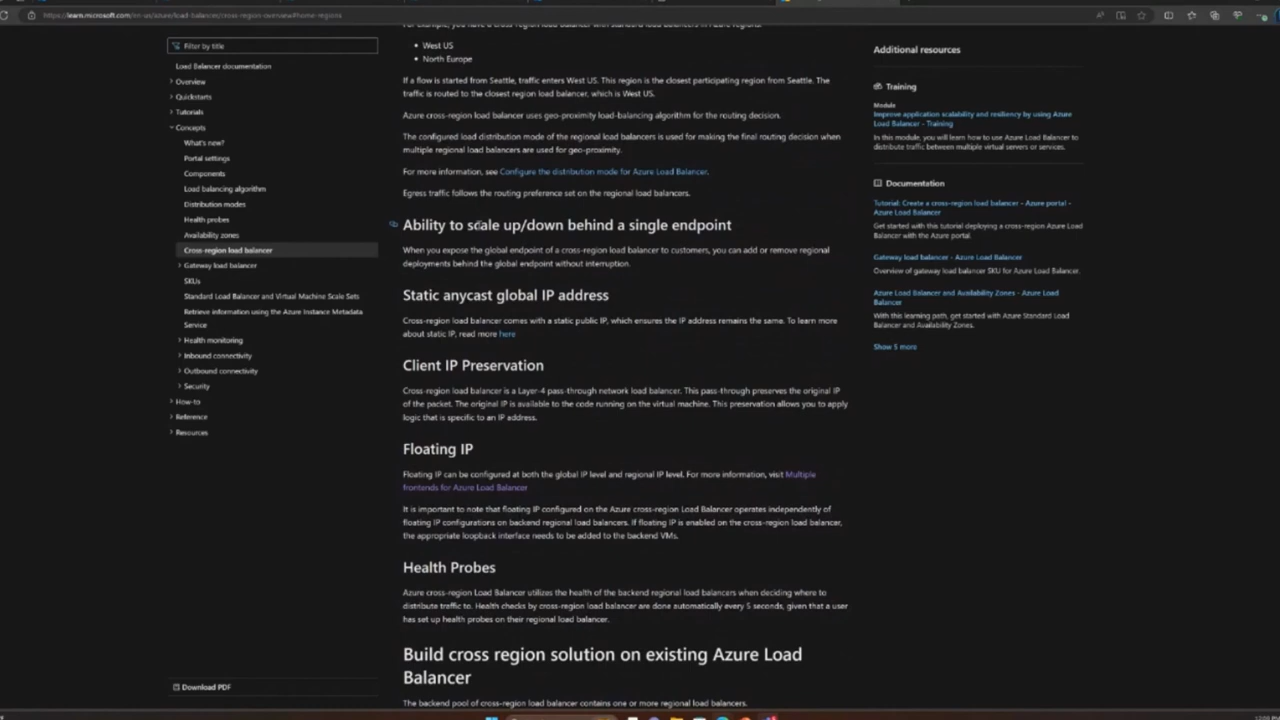 https://learn.microsoft.com/en-us/azure/load-balancer/cross-region-overview#home-regions
Filter by title
Load Balancer documentation
Overview
Quickstarts
Tutorials
Concepts
What's new?
Portal settings
Components
Load balancing algorithm
Distribution modes
Health probes
Availability zones
Cross-region load balancer
Gateway load balancer
SKUs
Standard Load Balancer and Virtual Machine Scale Sets
Retrieve information using the Azure Instance Metadata
Service
Health monitoring
Inbound connectivity
Outbound connectivity
Security
How-to
Reference
Resources
Download PDF
• West US
• North Europe
If a flow is started from Seattle, traffic enters West US. This region is the closest participating region from Seattle. The
traffic is routed to the closest region load balancer, which is West US.
Azure cross-region load balancer uses geo-proximity load-balancing algorithm for the routing decision.
The configured load distribution mode of the regional load balancers is used for making the final routing decision when
multiple regional load balancers are used for geo-proximity.
For more information, see Configure the distribution mode for Azure Load Balancer.
Egress traffic follows the routing preference set on the regional load balancers.
Ability to scale up/down behind a single endpoint
When you expose the global endpoint of a cross-region load balancer to customers, you can add or remove regional
deployments behind the global endpoint without interruption.
Static anycast global IP address
Cross-region load balancer comes with a static public IP, which ensures the IP address remains the same. To learn more
about static IP, read more here
Client IP Preservation
Cross-region load balancer is a Layer-4 pass-through network load balancer. This pass-through preserves the original IP
of the packet. The original IP is available to the code running on the virtual machine. This preservation allows you to apply
logic that is specific to an IP address.
Floating IP
Floating IP can be configured at both the global IP level and regional IP level. For more information, visit Multiple
frontends for Azure Load Balancer
It is important to note that floating IP configured on the Azure cross-region Load Balancer operates independently of
floating IP configurations on backend regional load balancers. If floating IP is enabled on the cross-region load balancer,
the appropriate loopback interface needs to be added to the backend VMs.
Health Probes
Azure cross-region Load Balancer utilizes the health of the backend regional load balancers when deciding where to
distribute traffic to. Health checks by cross-region load balancer are done automatically every 5 seconds, given that a user
has set up health probes on their regional load balancer.
Build cross region solution on existing Azure Load
Balancer
The backend pool of cross-region load balancer contains one or more regional load balancers.
Additional resources
Training
Module
Improve application scalability and resiliency by using Azure
Load Balancer - Training
In this module, you will learn how to use Azure Load Balancer to
distribute traffic between multiple virtual servers or services.
Documentation
Tutorial: Create a cross-region load balancer - Azure portal -
Azure Load Balancer
Get started with this tutorial deploying a cross-region Azure Load
Balancer with the Azure portal.
Gateway load balancer - Azure Load Balancer
Overview of gateway load balancer SKU for Azure Load Balancer.
Azure Load Balancer and Availability Zones - Azure Load
Balancer
With this learning path, get started with Azure Standard Load
Balancer and Availability Zones.
Show 5 more